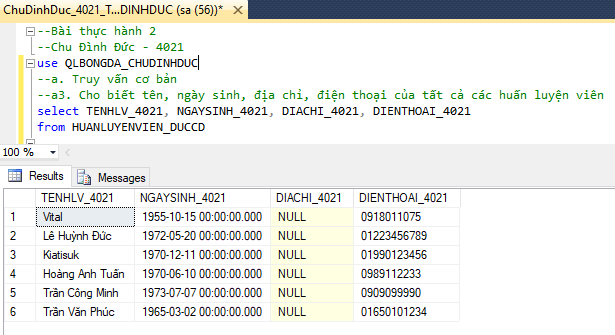 ChuDinhDuc_4021_T...DINHDUC (sa (56))*
--Bài thực hành 2
--Chu Đình Đức - 4021
use QLBONGDA_CHUDINHDUC
--a. Truy vấn cơ bản
--a3. Cho biết tên, ngày sinh, địa chỉ, điện thoại của tất cả các huấn luyện viên
select TENHLV_4021, NGAYSINH_4021, DIACHI_4021, DIENTHOAI_4021
from HUANLUYENVIEN_DUCCD
100 %
Results Messages
TENHLV_4021 NGAYSINH_4021 DIACHI_4021 DIENTHOAI_4021
1 Vital 1955-10-15 00:00:00.000 NULL 0918011075
2 Lê Huỳnh Đức 1972-05-20 00:00:00.000 NULL 01223456789
3 Kiatisuk 1970-12-11 00:00:00.000 NULL 01990123456
4 Hoàng Anh Tuấn 1970-06-10 00:00:00.000 NULL 0989112233
5 Trần Công Minh 1973-07-07 00:00:00.000 NULL 0909099990
6 Trần Văn Phúc 1965-03-02 00:00:00.000 NULL 01650101234